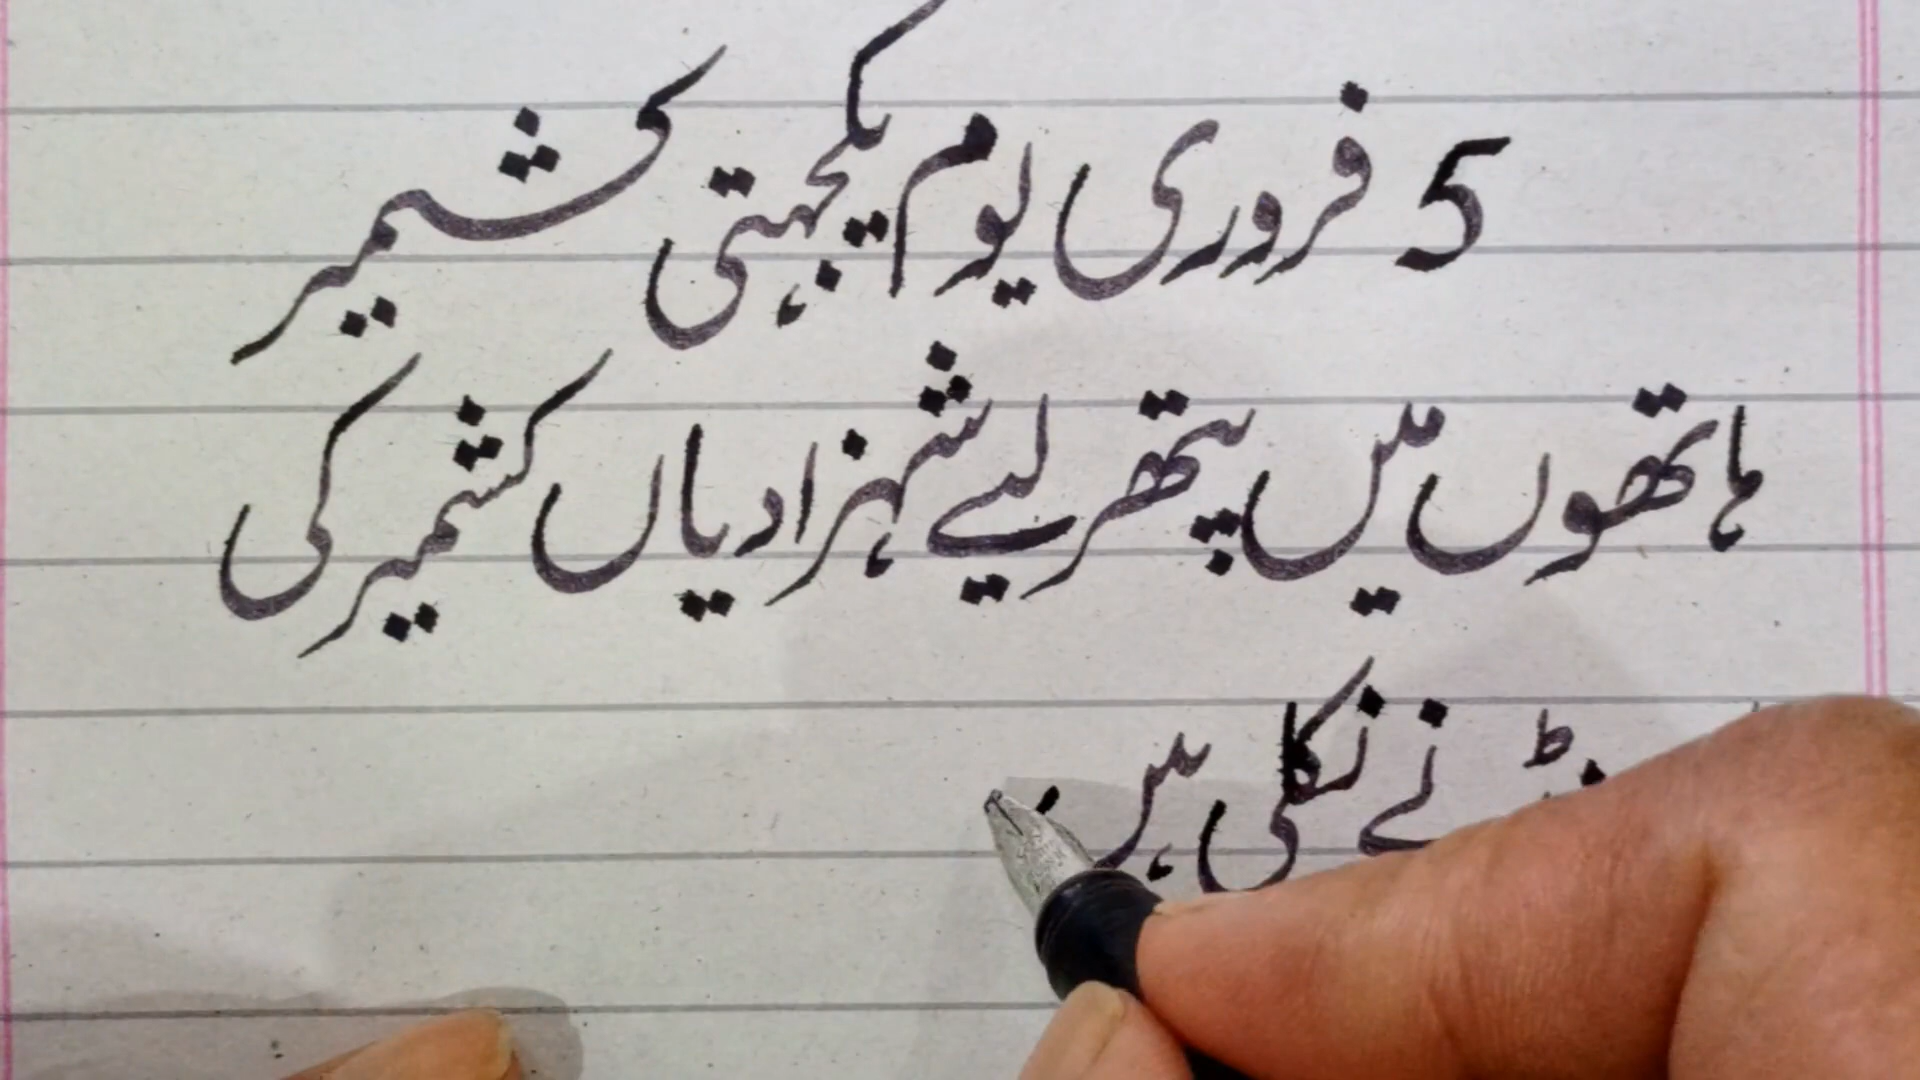 5 فروری یوم یکجہتی کشمیر
ہاتھوں میں پتھر لیے شہزادیاں کشمیر کی
نے نکلی ہیں